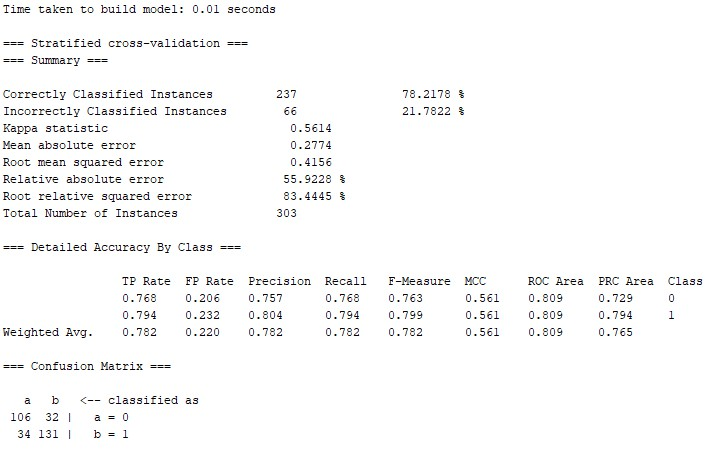 Time taken to build model: 0.01 seconds
=== Stratified cross-validation ===
=== Summary ===
Correctly Classified Instances         237               78.2178 %
Incorrectly Classified Instances        66               21.7822 %
Kappa statistic                          0.5614
Mean absolute error                      0.2774
Root mean squared error                  0.4156
Relative absolute error                 55.9228 %
Root relative squared error             83.4445 %
Total Number of Instances              303
=== Detailed Accuracy By Class ===
                 TP Rate  FP Rate  Precision  Recall   F-Measure  MCC      ROC Area  PRC Area  Class
                 0.768    0.206    0.757      0.768    0.763      0.561    0.809     0.729     0
                 0.794    0.232    0.804      0.794    0.799      0.561    0.809     0.794     1
Weighted Avg.    0.782    0.220    0.782      0.782    0.782      0.561    0.809     0.765
=== Confusion Matrix ===
   a   b   <-- classified as
 106  32 |   a = 0
  34 131 |   b = 1